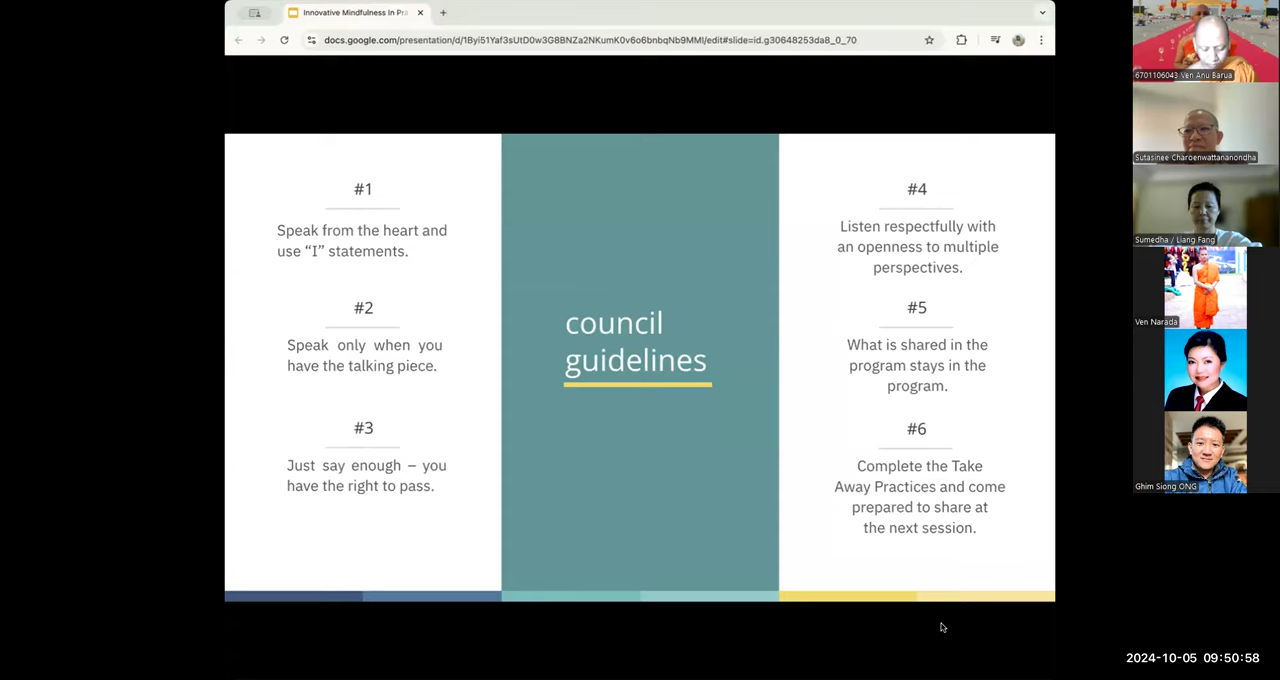 Innovative Mindfulness In Pra
docs.google.com/presentation/d/1Byi51Yaf3sUtD0w3G8BNZa2NKumK0v6o6bnbqNb9MMI/edit#slide=id.g30648253da8_0_70
#1
Speak from the heart and
use “I” statements.
#2
Speak only when you
have the talking piece.
#3
Just say enough – you
have the right to pass.
council
guidelines
#4
Listen respectfully with
an openness to multiple
perspectives.
#5
What is shared in the
program stays in the
program.
#6
Complete the Take
Away Practices and come
prepared to share at
the next session.
6701106043 Ven Anu Barua
Sutasinee Charoenwattananondha
Sumedha / Liang Fang
Ven Narada
Ghim Siong ONG
2024-10-05 09:50:58